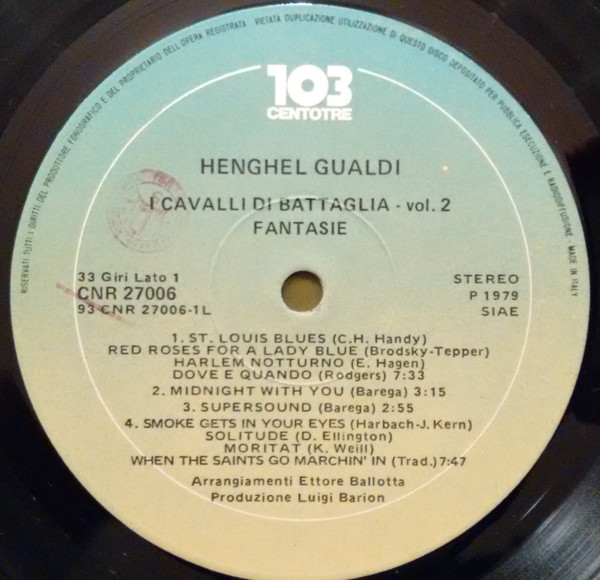 RISERVATI TUTTI I DIRITTI DEL PRODUTTORE FONOGRAFICO E DEL PROPRIETARIO DELL'OPERA REGISTRATA. VIETATA DUPLICAZIONE UTILIZZAZIONE DI QUESTO DISCO DEPOSITATO PER PUBBLICA ESECUZIONE E RADIODIFFUSIONE. MADE IN ITALY
103
CENTOTRE
HENGHEL GUALDI
I CAVALLI DI BATTAGLIA - vol. 2
FANTASIE
33 Giri Lato 1
CNR 27006
93-CNR 27006-1L
STEREO
P 1979
SIAE
1. ST. LOUIS BLUES (C.H. Handy)
RED ROSES FOR A LADY BLUE (Brodsky-Tepper)
HARLEM NOTTURNO (E. Hagen)
DOVE E QUANDO (Rodgers) 7:33
2. MIDNIGHT WITH YOU (Barega) 3:15
3. SUPERSOUND (Barega) 2:55
4. SMOKE GETS IN YOUR EYES (Harbach-J. Kern)
SOLITUDE (D. Ellington)
MORITAT (K. Weill)
WHEN THE SAINTS GO MARCHIN' IN (Trad.) 7:47
Arrangiamenti Ettore Ballotta
Produzione Luigi Barion